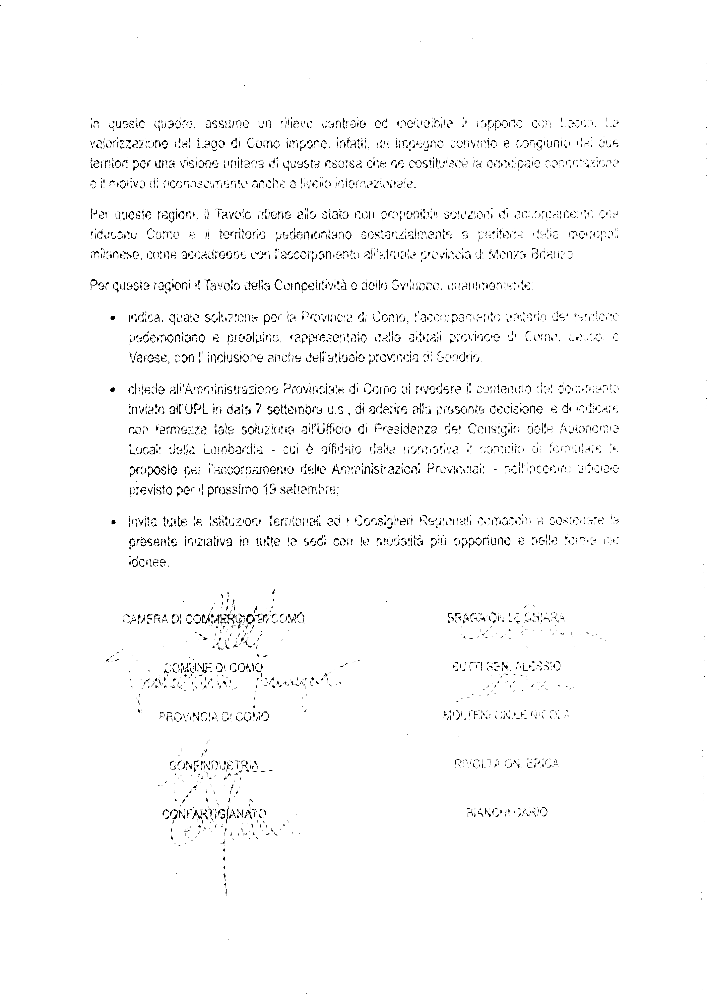 In questo quadro, assume un rilievo centrale ed ineludibile il rapporto con Lecco. La
valorizzazione del Lago di Como impone, infatti, un impegno convinto e congiunto dei due
territori per una visione unitaria di questa risorsa che ne costituisce la principale connotazione
e il motivo di riconoscimento anche a livello internazionale.
Per queste ragioni, il Tavolo ritiene allo stato non proponibili soluzioni di accorpamento che
riducano Como e il territorio pedemontano sostanzialmente a periferia della metropoli
milanese, come accadrebbe con l'accorpamento all'attuale provincia di Monza-Brianza.
Per queste ragioni il Tavolo della Competitività e dello Sviluppo, unanimemente:
• indica, quale soluzione per la Provincia di Como, l'accorpamento unitario del territorio
pedemontano e prealpino, rappresentato dalle attuali provincie di Como, Lecco, e
Varese, con l' inclusione anche dell'attuale provincia di Sondrio.
• chiede all'Amministrazione Provinciale di Como di rivedere il contenuto del documento
inviato all'UPL in data 7 settembre u.s., di aderire alla presente decisione, e di indicare
con fermezza tale soluzione all'Ufficio di Presidenza del Consiglio delle Autonomie
Locali della Lombardia - cui è affidato dalla normativa il compito di formulare le
proposte per l'accorpamento delle Amministrazioni Provinciali – nell'incontro ufficiale
previsto per il prossimo 19 settembre;
• invita tutte le Istituzioni Territoriali ed i Consiglieri Regionali comaschi a sostenere la
presente iniziativa in tutte le sedi con le modalità più opportune e nelle forme più
idonee.
CAMERA DI COMMERCIO DI COMO
BRAGA ON.LE CHIARA
COMUNE DI COMO
BUTTI SEN. ALESSIO
PROVINCIA DI COMO
MOLTENI ON.LE NICOLA
CONFINDUSTRIA
RIVOLTA ON. ERICA
CONFARTIGIANATO
BIANCHI DARIO